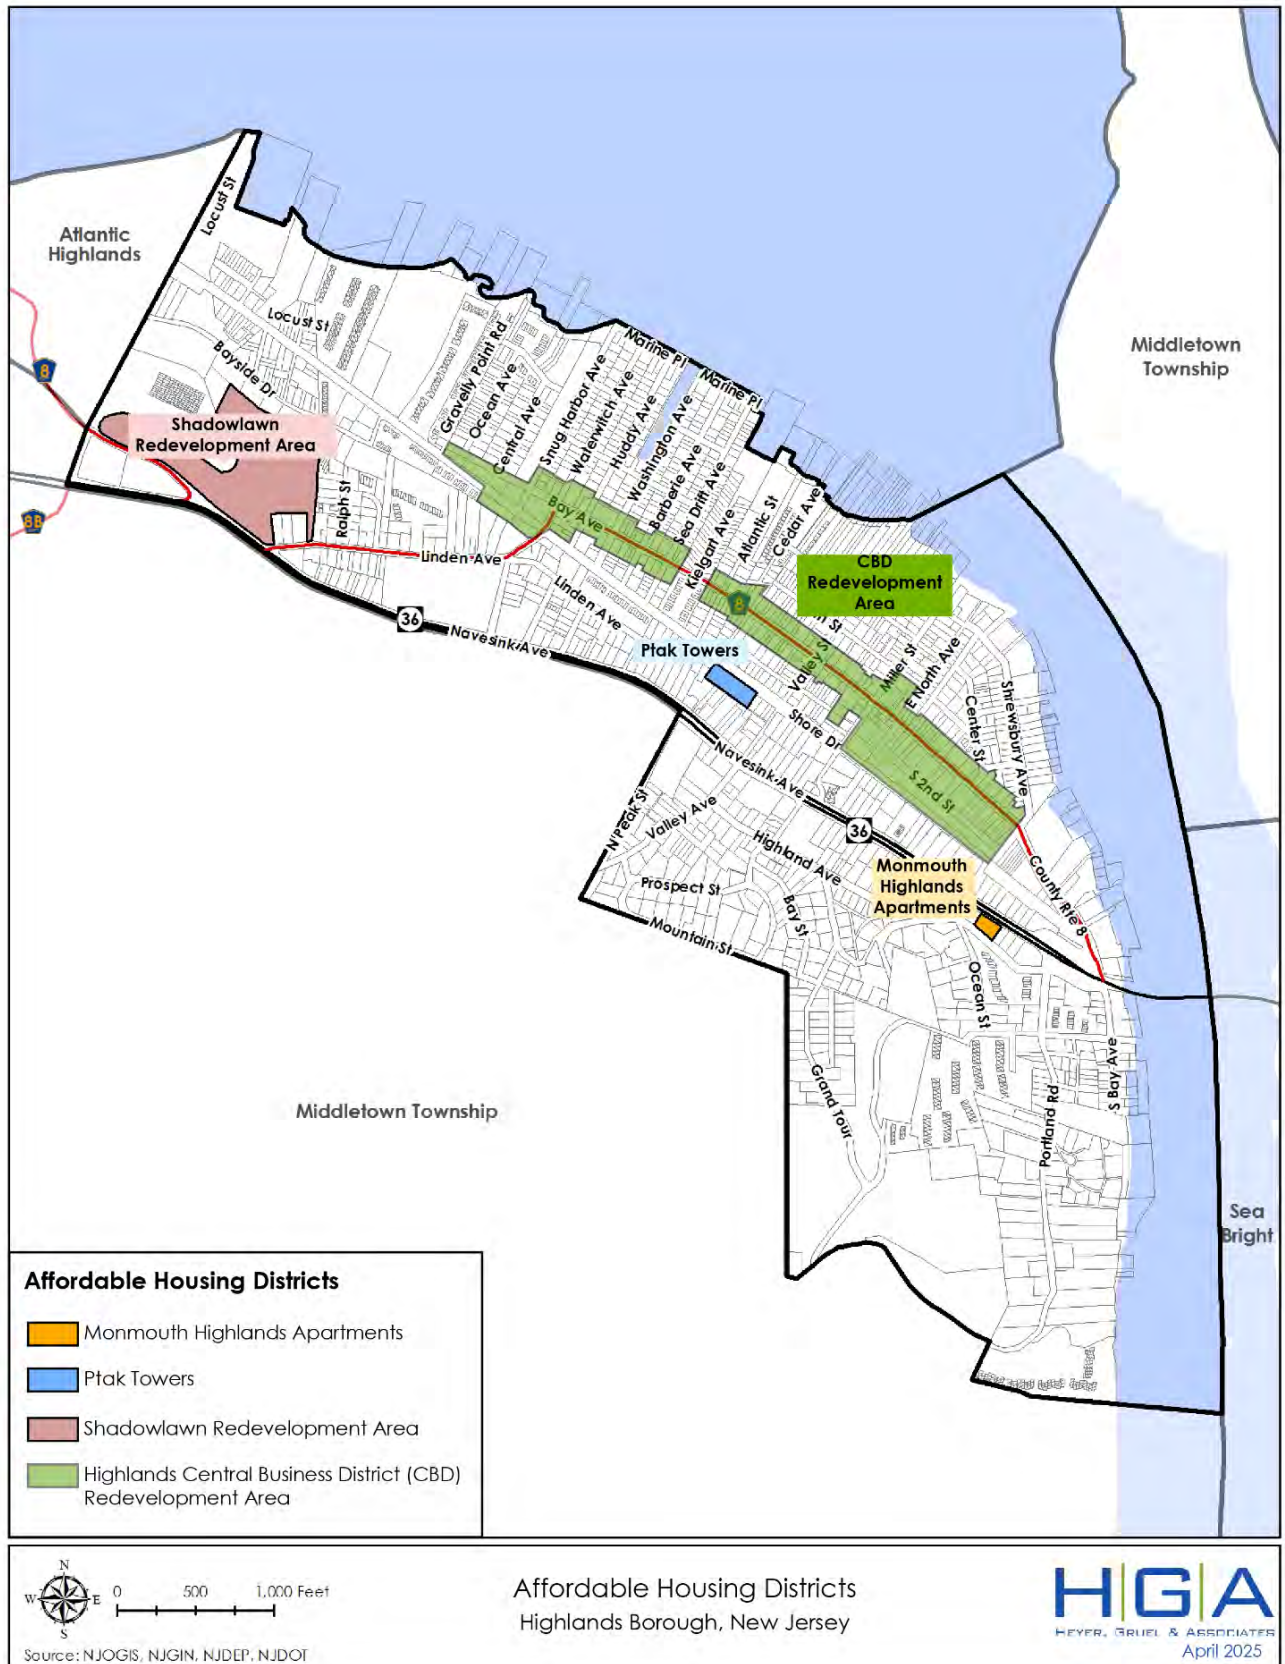 Locust St
Atlantic
Highlands
Locust St
Middletown
Township
Marine Pl
Marine Pl
Gravelly Point Rd
Ocean Ave
Central Ave
Snug Harbor Ave
Waterwitch Ave
Huddy Ave
Washington Ave
Barberie Ave
Sea Drift Ave
Kielgart Ave
Atlantic St
Cedar Ave
Bayside Dr
8
Shadowlawn
Redevelopment Area
8B
Ralph St
Bay Ave
Linden Ave
Linden Ave
CBD
Redevelopment
Area
8
St
36
Navesink Ave
Ptak Towers
Valley S
Miller St
E North Ave
Center St
Shrewsbury Ave
Shore Dr
S 2nd St
Navesink Ave
36
N Peak St
Valley Ave
Highland Ave
Monmouth
Highlands
Apartments
County Rte 8
Prospect St
Bay St
Mountain St
Ocean St
Grand Tour
Portland Rd
S Bay Ave
Middletown Township
Sea
Bright
Affordable Housing Districts
Monmouth Highlands Apartments
Ptak Towers
Shadowlawn Redevelopment Area
Highlands Central Business District (CBD)
Redevelopment Area
N
W E
S
0 500 1,000 Feet
Source: NJOGIS, NJGIN, NJDEP, NJDOT
Affordable Housing Districts
Highlands Borough, New Jersey
H|G|A
HEYER, GRUEL & ASSOCIATES
April 2025